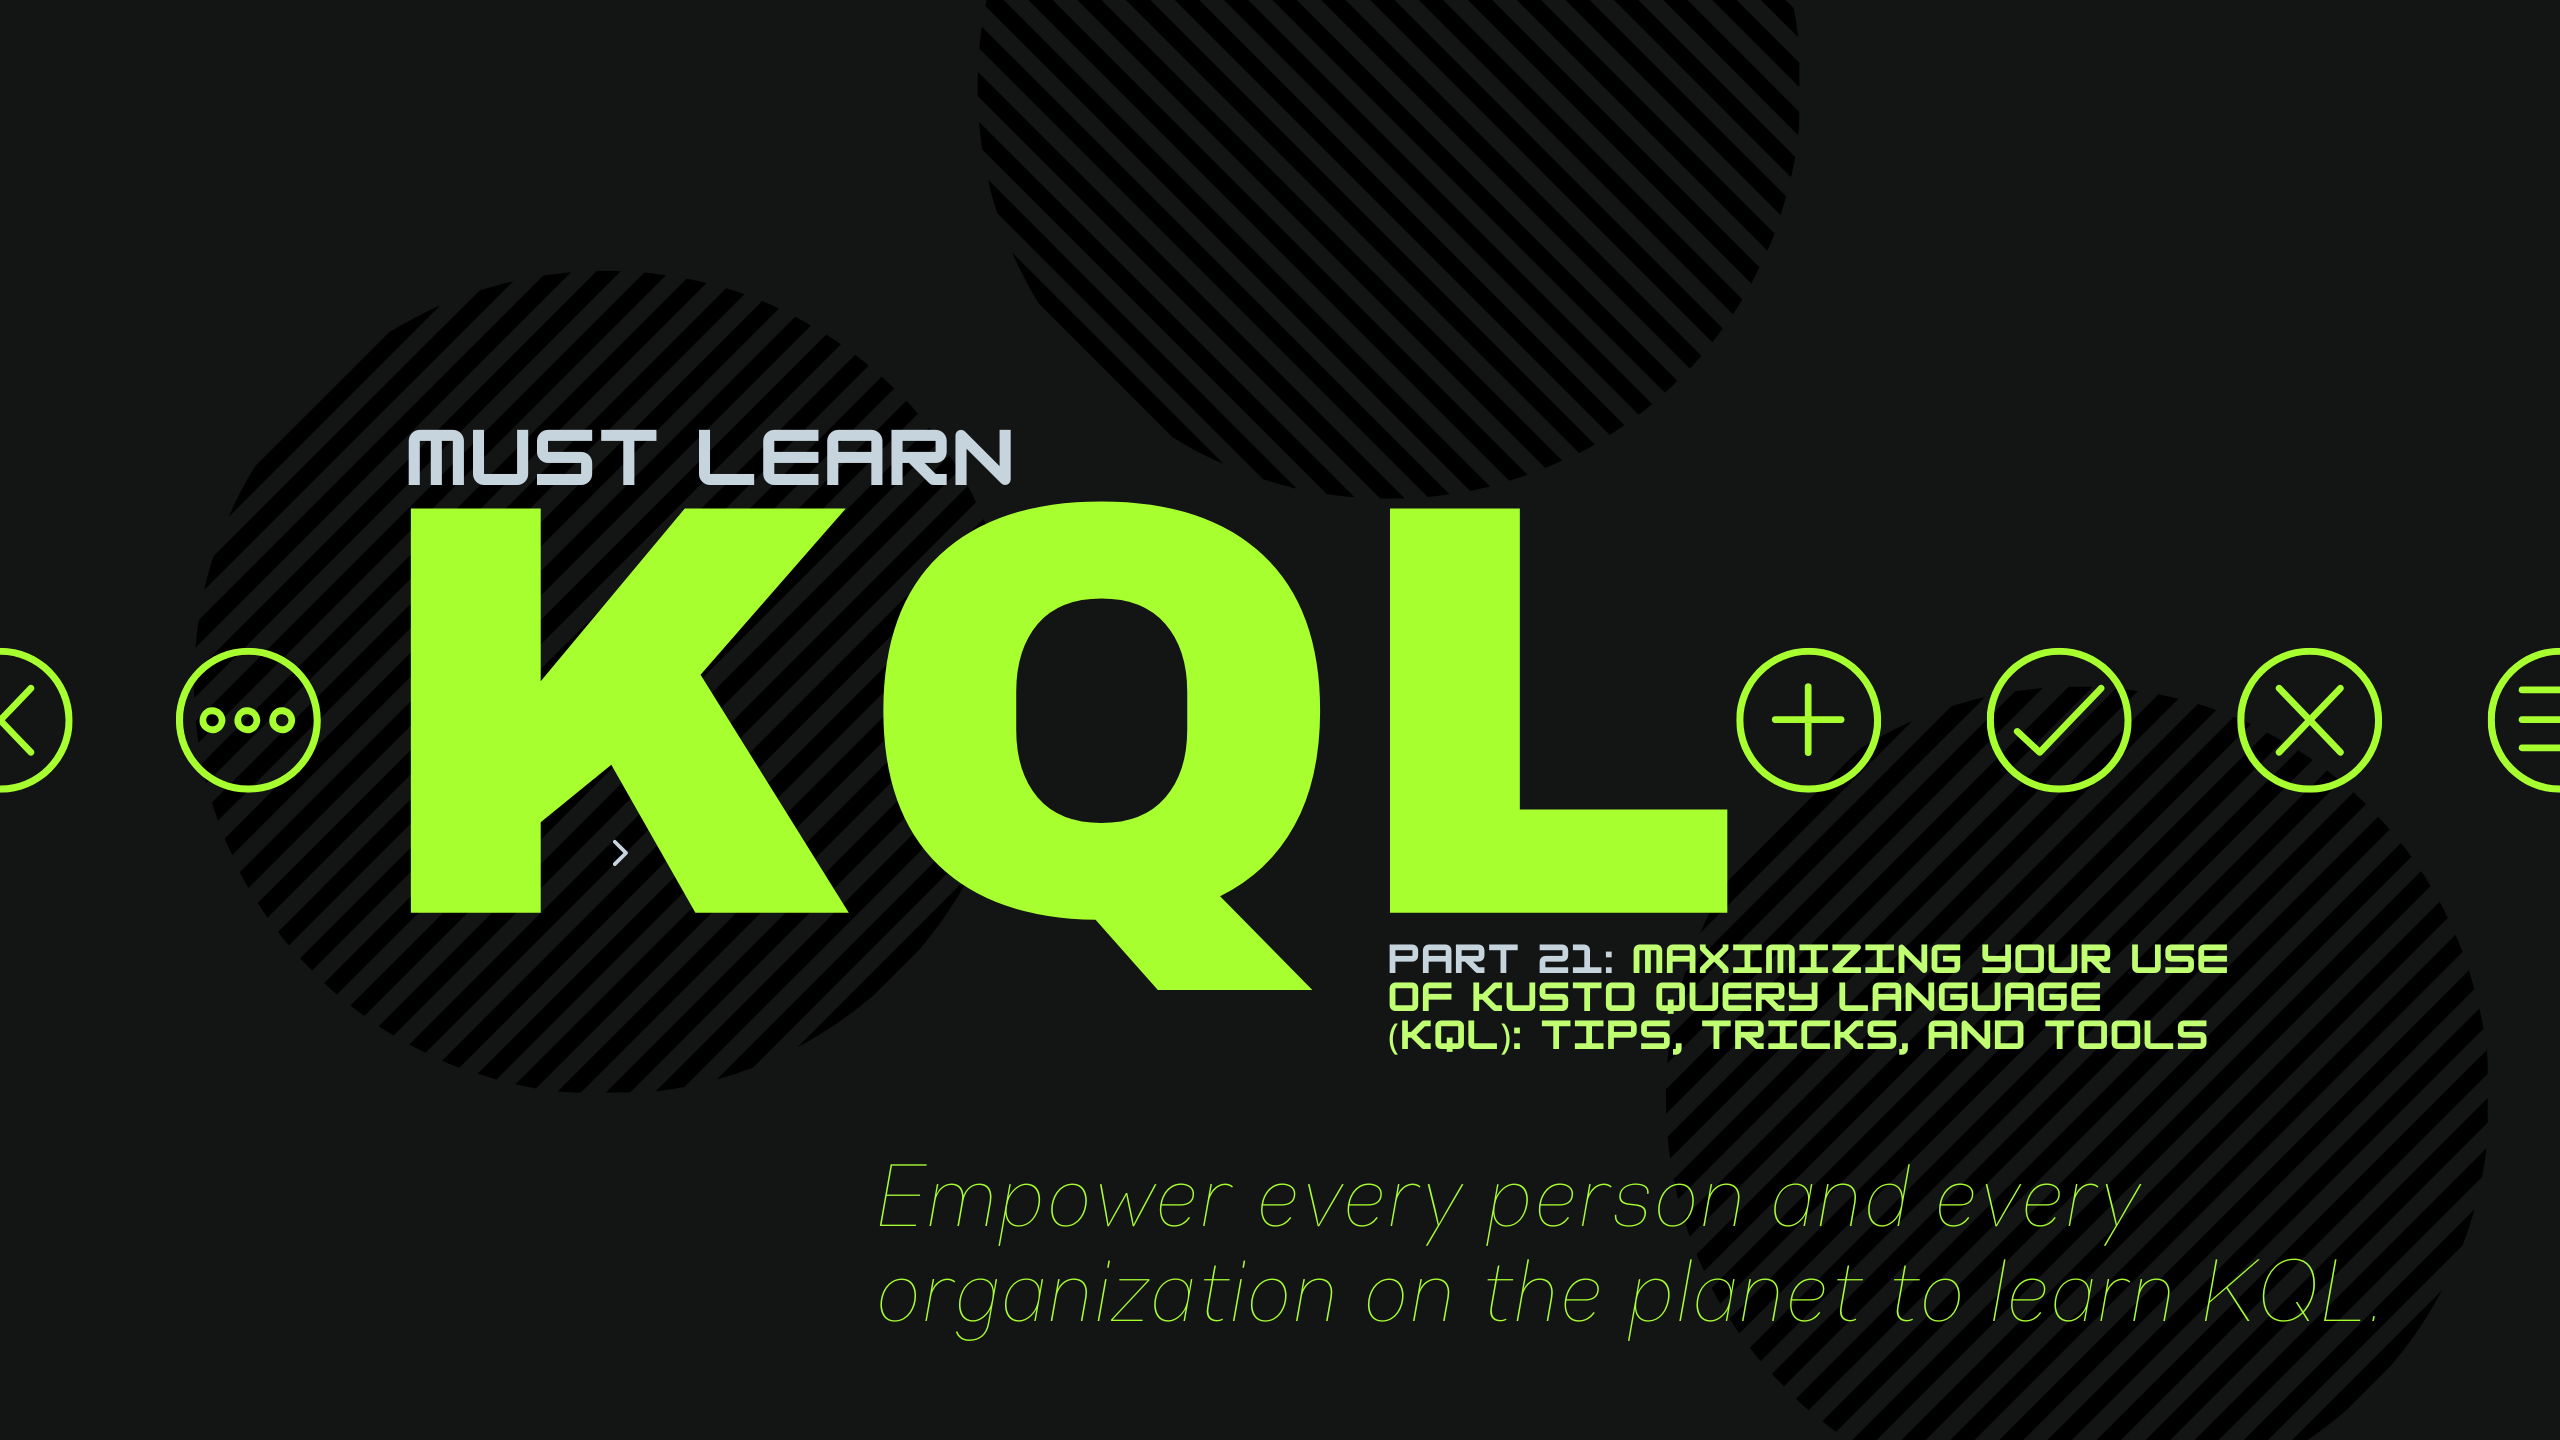 MUST LEARN
KQL
PART 21: MAXIMIZING YOUR USE
OF KUSTO QUERY LANGUAGE
(KQL): TIPS, TRICKS, AND TOOLS
Empower every person and every
organization on the planet to learn KQL.